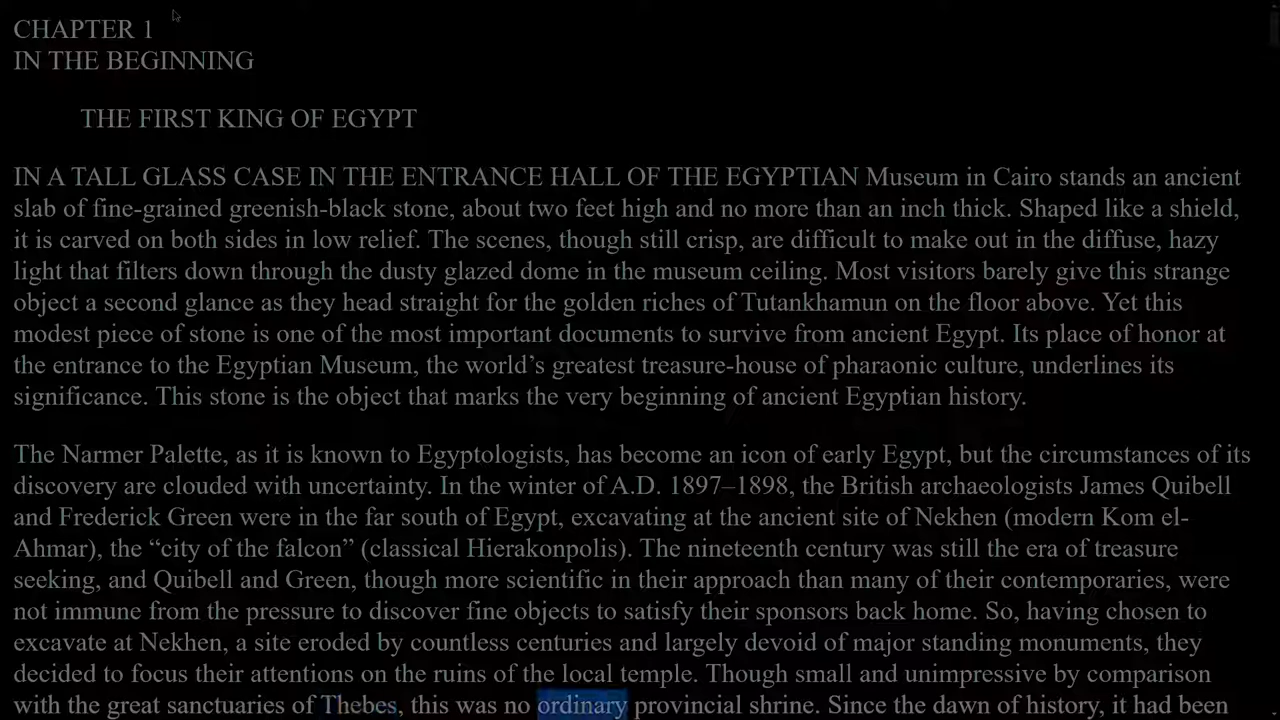 CHAPTER 1
IN THE BEGINNING
THE FIRST KING OF EGYPT
IN A TALL GLASS CASE IN THE ENTRANCE HALL OF THE EGYPTIAN Museum in Cairo stands an ancient
slab of fine-grained greenish-black stone, about two feet high and no more than an inch thick. Shaped like a shield,
it is carved on both sides in low relief. The scenes, though still crisp, are difficult to make out in the diffuse, hazy
light that filters down through the dusty glazed dome in the museum ceiling. Most visitors barely give this strange
object a second glance as they head straight for the golden riches of Tutankhamun on the floor above. Yet this
modest piece of stone is one of the most important documents to survive from ancient Egypt. Its place of honor at
the entrance to the Egyptian Museum, the world’s greatest treasure-house of pharaonic culture, underlines its
significance. This stone is the object that marks the very beginning of ancient Egyptian history.
The Narmer Palette, as it is known to Egyptologists, has become an icon of early Egypt, but the circumstances of its
discovery are clouded with uncertainty. In the winter of A.D. 1897–1898, the British archaeologists James Quibell
and Frederick Green were in the far south of Egypt, excavating at the ancient site of Nekhen (modern Kom el-
Ahmar), the “city of the falcon” (classical Hierakonpolis). The nineteenth century was still the era of treasure
seeking, and Quibell and Green, though more scientific in their approach than many of their contemporaries, were
not immune from the pressure to discover fine objects to satisfy their sponsors back home. So, having chosen to
excavate at Nekhen, a site eroded by countless centuries and largely devoid of major standing monuments, they
decided to focus their attentions on the ruins of the local temple. Though small and unimpressive by comparison
with the great sanctuaries of Thebes, this was no ordinary provincial shrine. Since the dawn of history, it had been